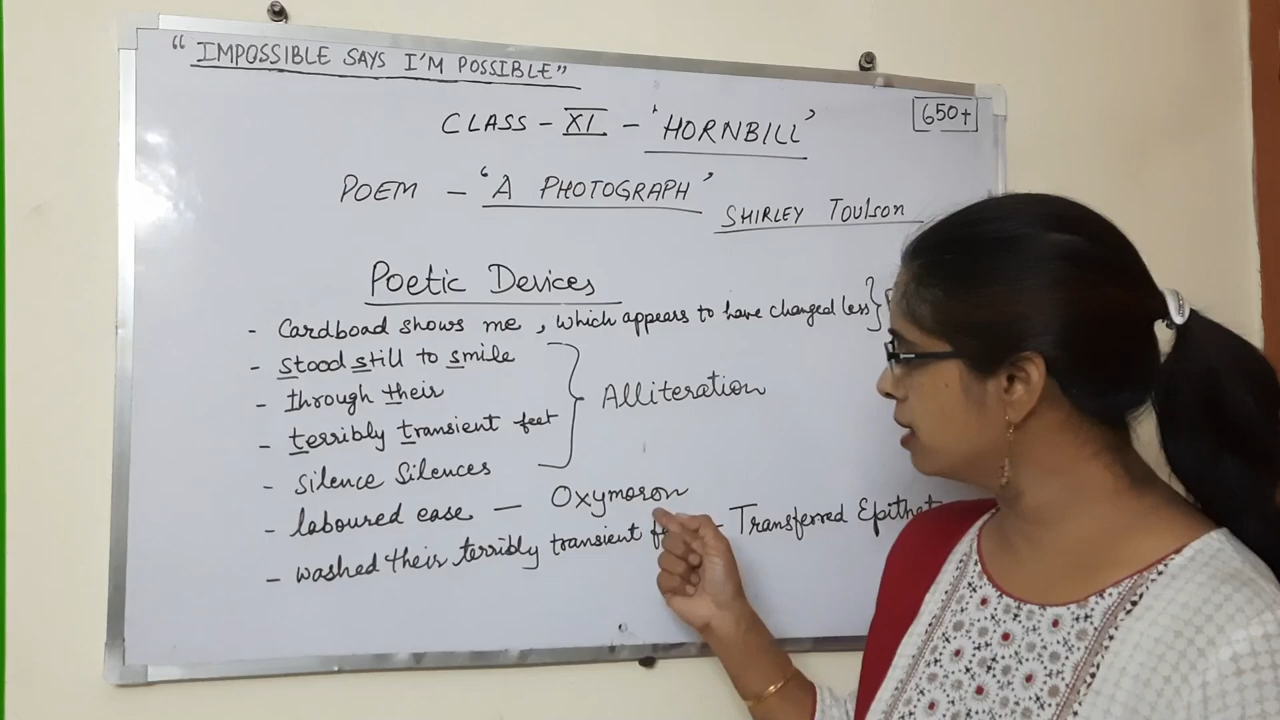 “IMPOSSIBLE SAYS I'M POSSIBLE”
650+
CLASS - XI - 'HORNBILL'
POEM - 'A PHOTOGRAPH'
SHIRLEY Toulson
Poetic Devices
- Cardboad shows me, which appears to have changed less }
- stood still to smile
- through their
- terribly transient feet
- Silence Silences
} Alliteration
- laboured ease - Oxymoron
- washed their terribly transient - Transferred Epithet